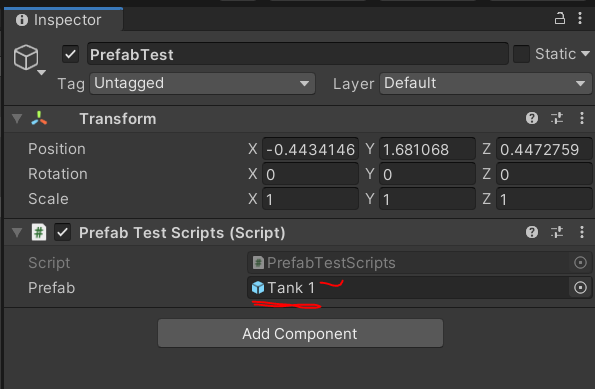 Inspector
PrefabTest
Static
Tag Untagged Layer Default
Transform
Position X -0.4434146 Y 1.681068 Z 0.4472759
Rotation X 0 Y 0 Z 0
Scale X 1 Y 1 Z 1
Prefab Test Scripts (Script)
Script PrefabTestScripts
Prefab Tank 1
Add Component